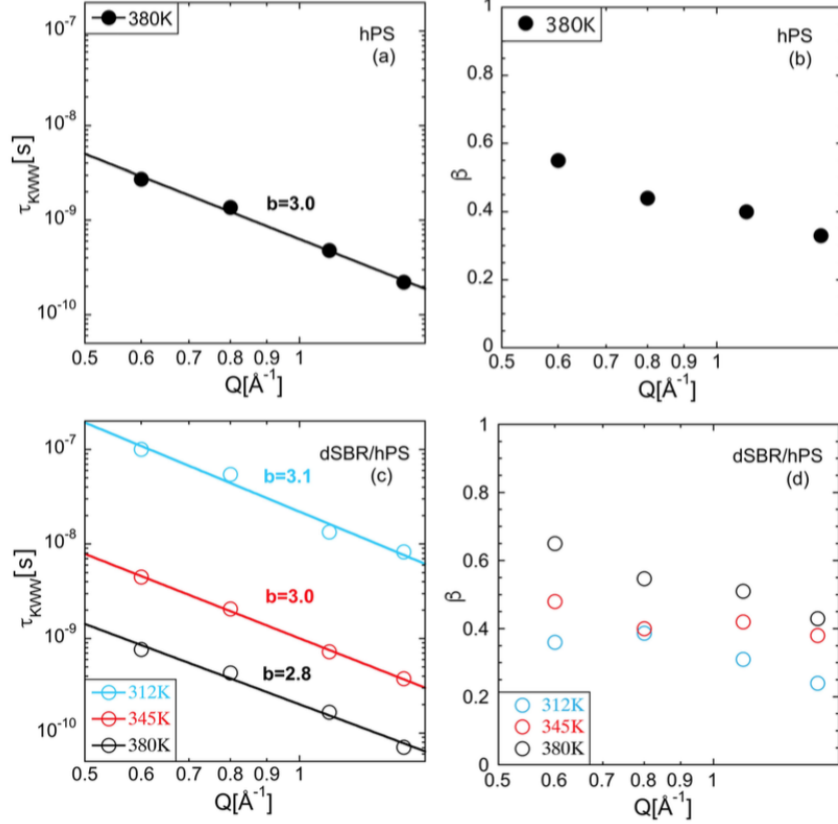 380K
hPS
(a)
10⁻⁷
10⁻⁸
10⁻⁹
10⁻¹⁰
τKWW[s]
b=3.0
0.5 0.6 0.7 0.8 0.9 1
Q[Å⁻¹]
380K
hPS
(b)
1
0.8
0.6
0.4
0.2
0
β
0.5 0.6 0.7 0.8 0.9 1
Q[Å⁻¹]
dSBR/hPS
(c)
10⁻⁷
10⁻⁸
10⁻⁹
10⁻¹⁰
τKWW[s]
b=3.1
b=3.0
b=2.8
312K
345K
380K
0.5 0.6 0.7 0.8 0.9 1
Q[Å⁻¹]
dSBR/hPS
(d)
1
0.8
0.6
0.4
0.2
0
β
312K
345K
380K
0.5 0.6 0.7 0.8 0.9 1
Q[Å⁻¹]